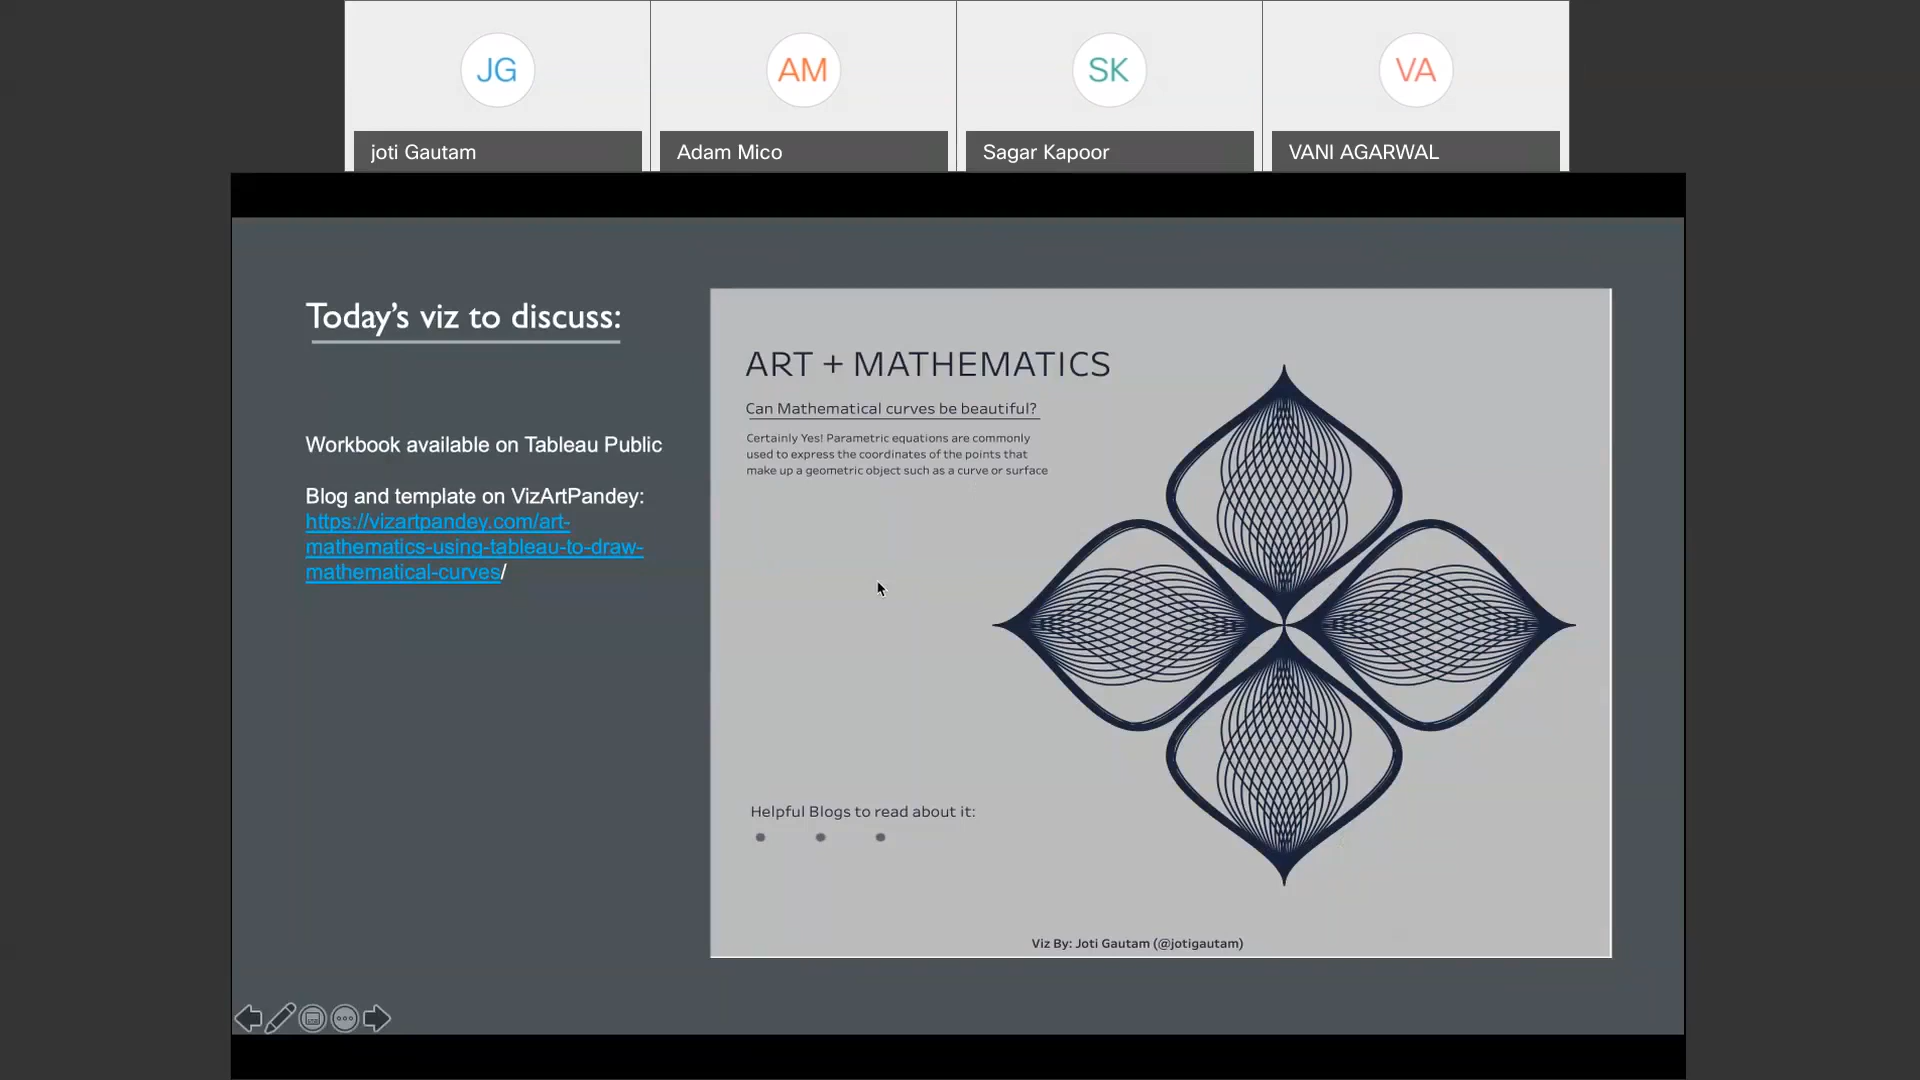 JG
AM
SK
VA
joti Gautam
Adam Mico
Sagar Kapoor
VANI AGARWAL
Today's viz to discuss:
Workbook available on Tableau Public
Blog and template on VizArtPandey:
https://vizartpandey.com/art-
mathematics-using-tableau-to-draw-
mathematical-curves/
ART + MATHEMATICS
Can Mathematical curves be beautiful?
Certainly Yes! Parametric equations are commonly
used to express the coordinates of the points that
make up a geometric object such as a curve or surface
Helpful Blogs to read about it:
Viz By: Joti Gautam (@jotigautam)